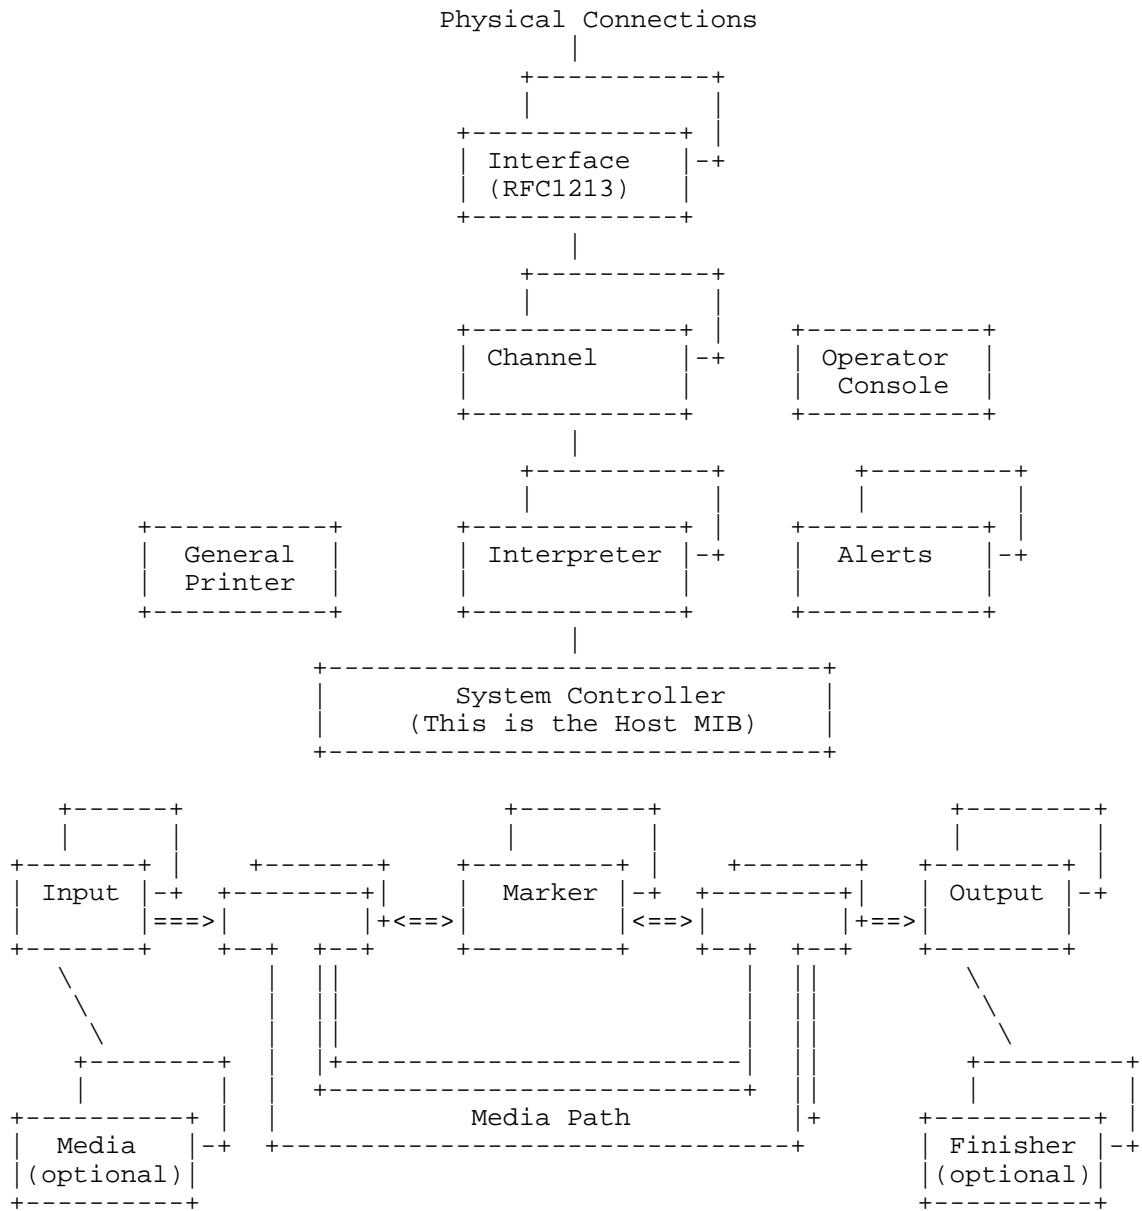 Physical Connections
Interface
(RFC1213)
Channel
Operator
Console
General
Printer
Interpreter
Alerts
System Controller
(This is the Host MIB)
Input
Marker
Output
Media Path
Media
(optional)
Finisher
(optional)